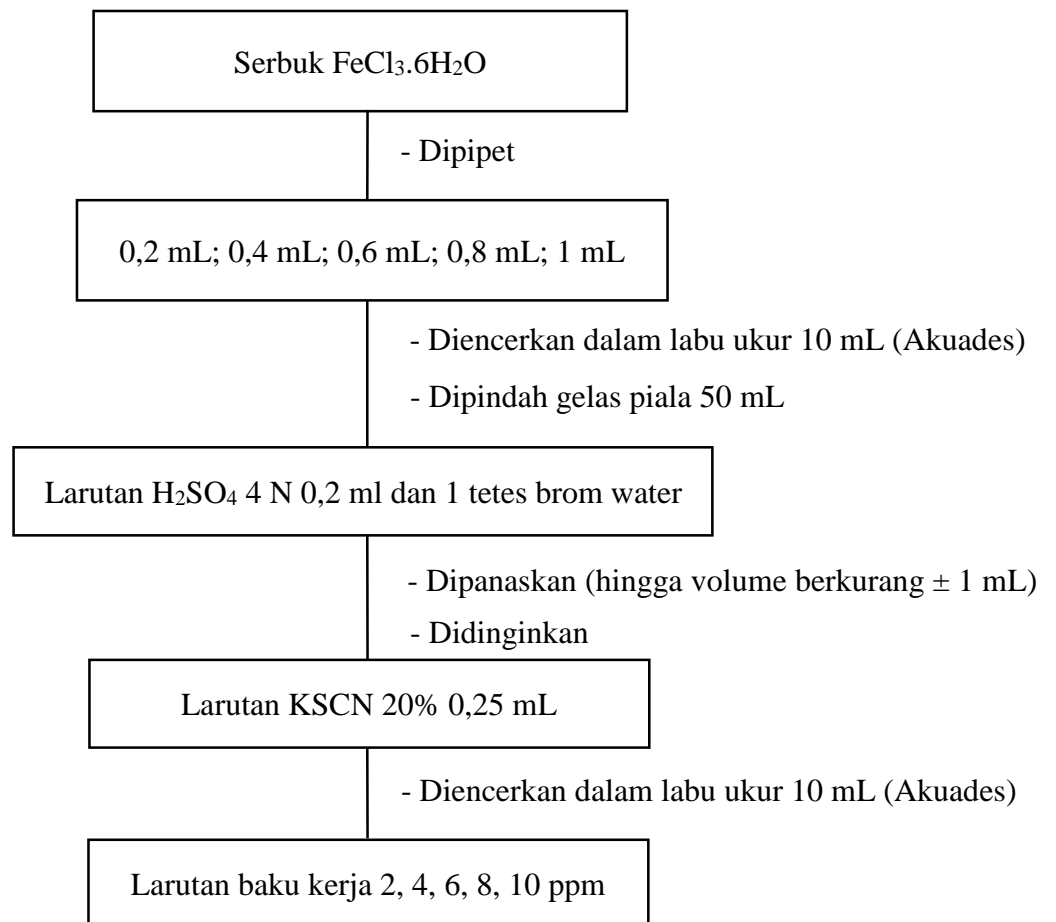 Serbuk FeCl₃.6H₂O
- Dipipet
0,2 mL; 0,4 mL; 0,6 mL; 0,8 mL; 1 mL
- Diencerkan dalam labu ukur 10 mL (Akuades)
- Dipindah gelas piala 50 mL
Larutan H₂SO₄ 4 N 0,2 ml dan 1 tetes brom water
- Dipanaskan (hingga volume berkurang ± 1 mL)
- Didinginkan
Larutan KSCN 20% 0,25 mL
- Diencerkan dalam labu ukur 10 mL (Akuades)
Larutan baku kerja 2, 4, 6, 8, 10 ppm